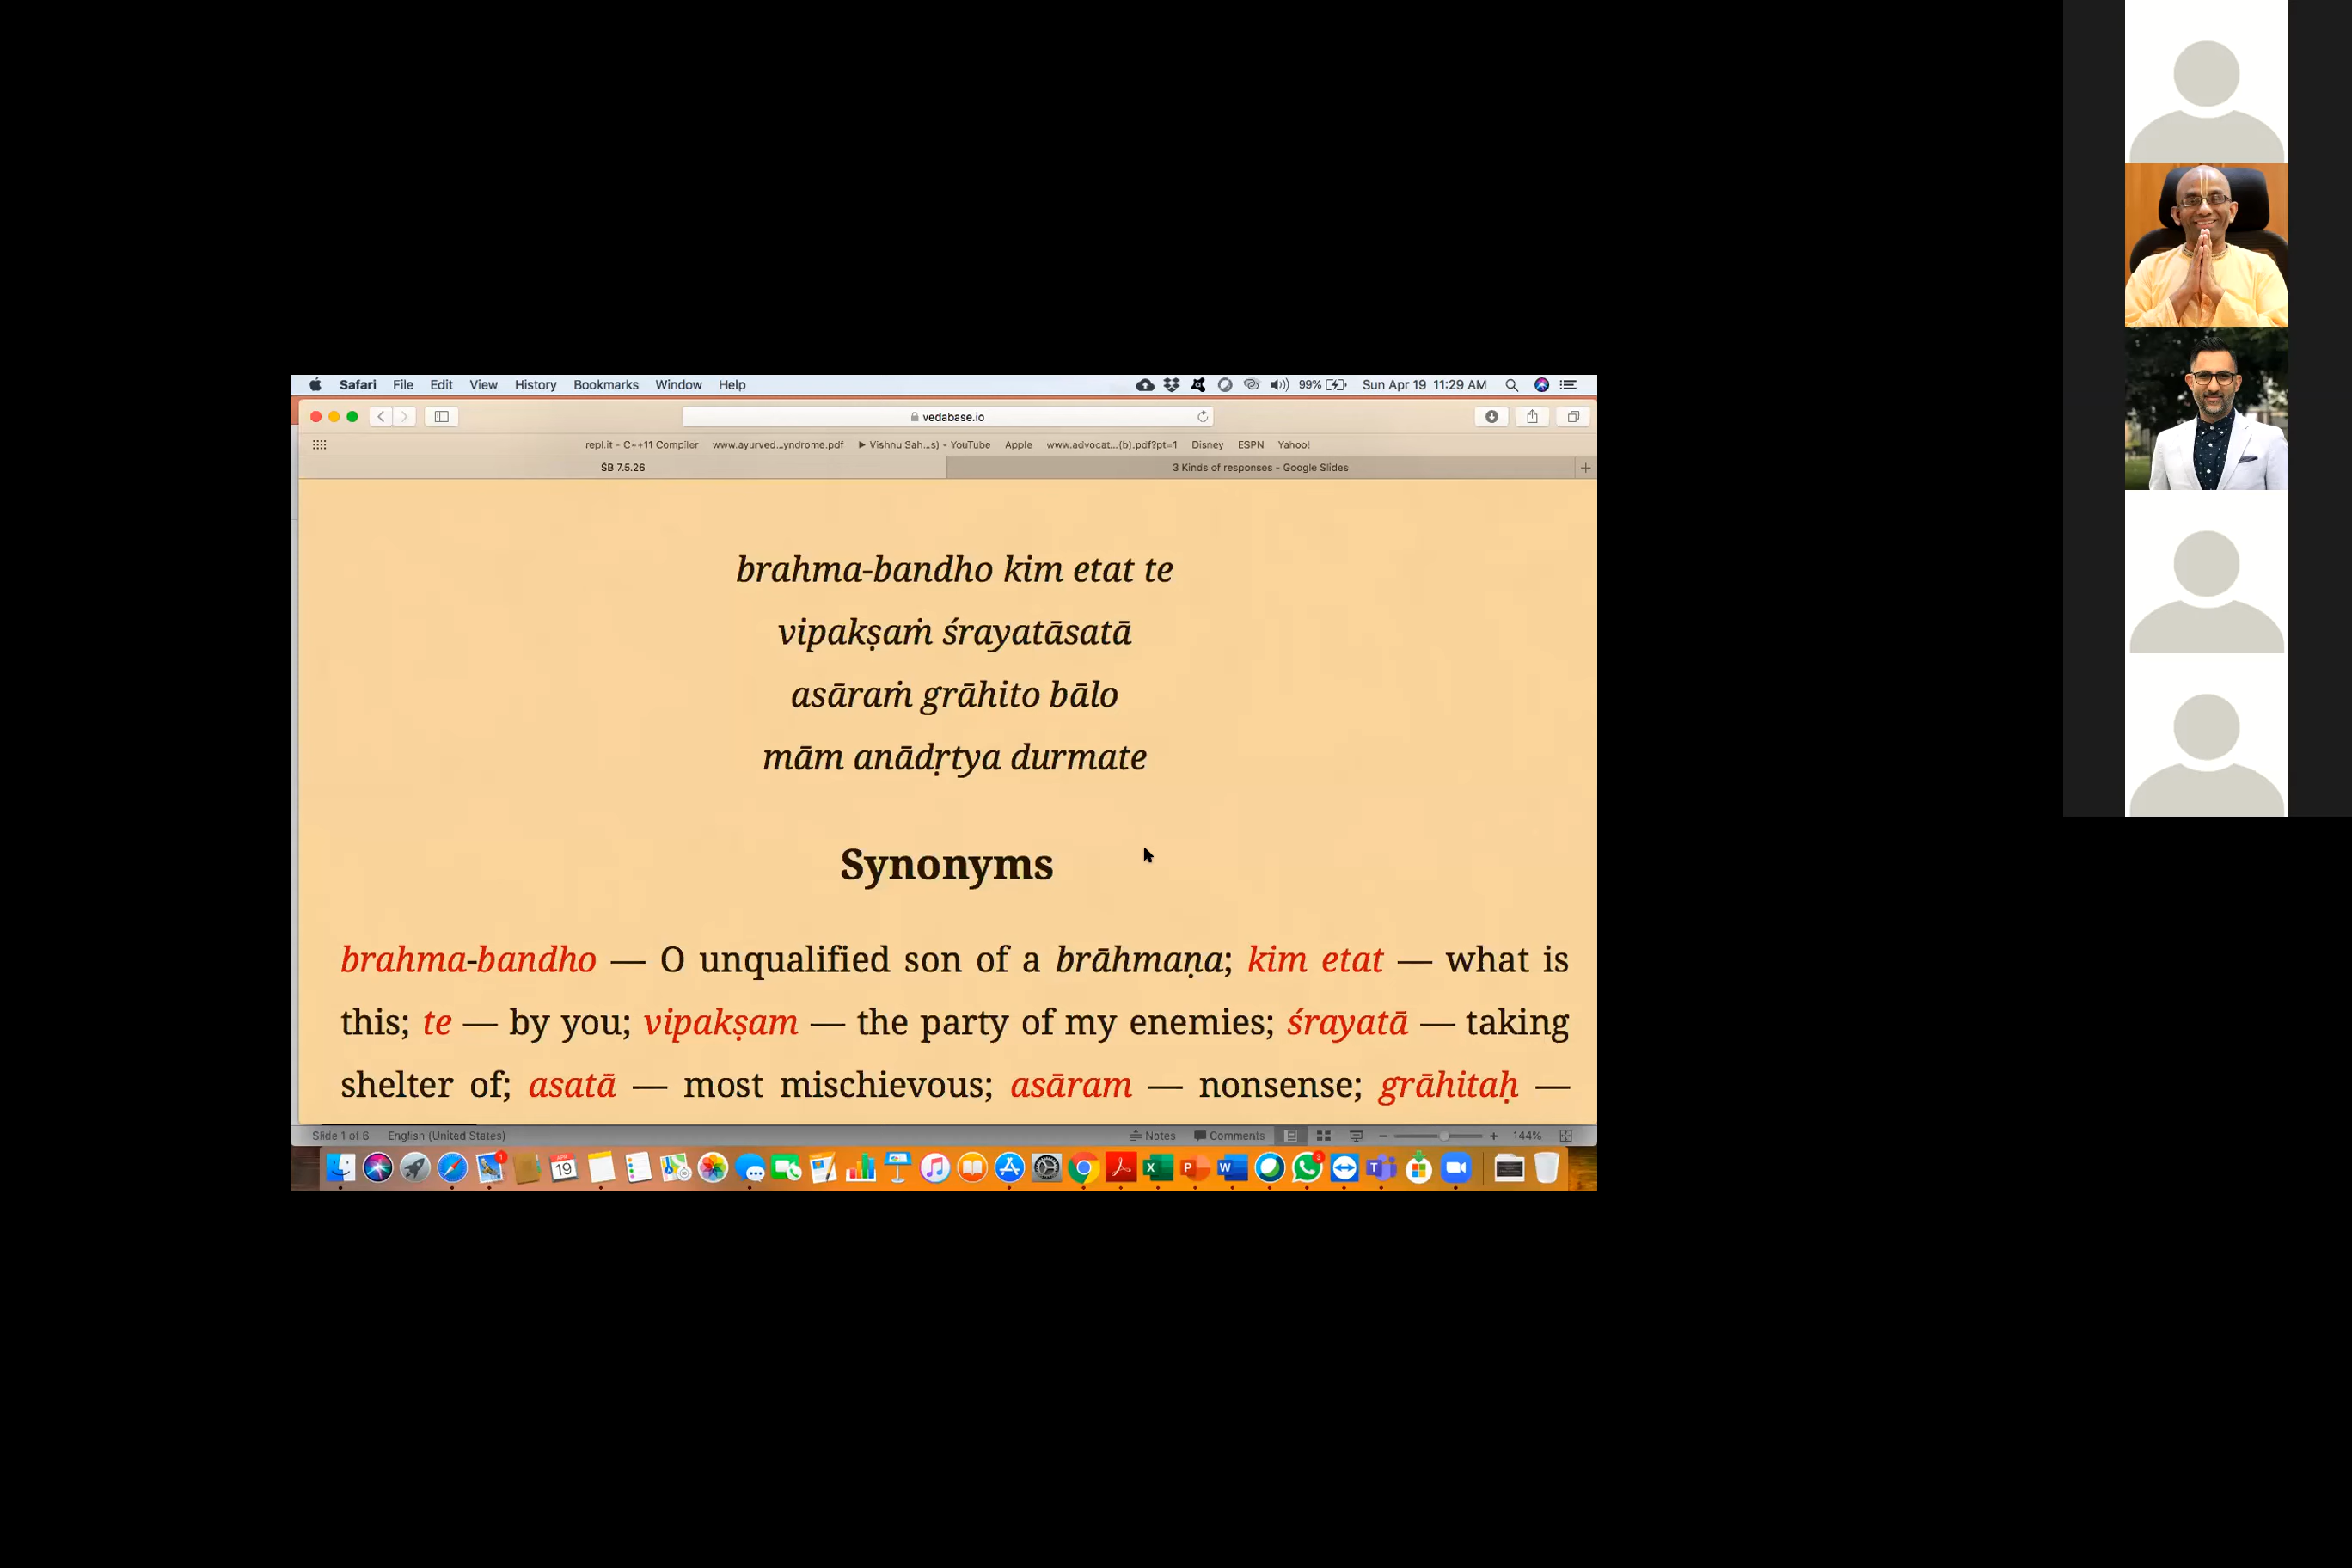 Safari File Edit View History Bookmarks Window Help 99% Sun Apr 19 11:29 AM
vedabase.io
repl.it - C++11 Compiler www.ayurved...yndrome.pdf ▶ Vishnu Sah...s) - YouTube Apple www.advocat...(b).pdf?pt=1 Disney ESPN Yahoo!
ŚB 7.5.26 3 Kinds of responses - Google Slides
brahma-bandho kim etat te
vipakṣaṁ śrayatāsatā
asāraṁ grāhito bālo
mām anādṛtya durmate
Synonyms
brahma-bandho — O unqualified son of a brāhmaṇa; kim etat — what is
this; te — by you; vipakṣam — the party of my enemies; śrayatā — taking
shelter of; asatā — most mischievous; asāram — nonsense; grāhitaḥ —
Slide 1 of 6 English (United States) Notes Comments 144%
19